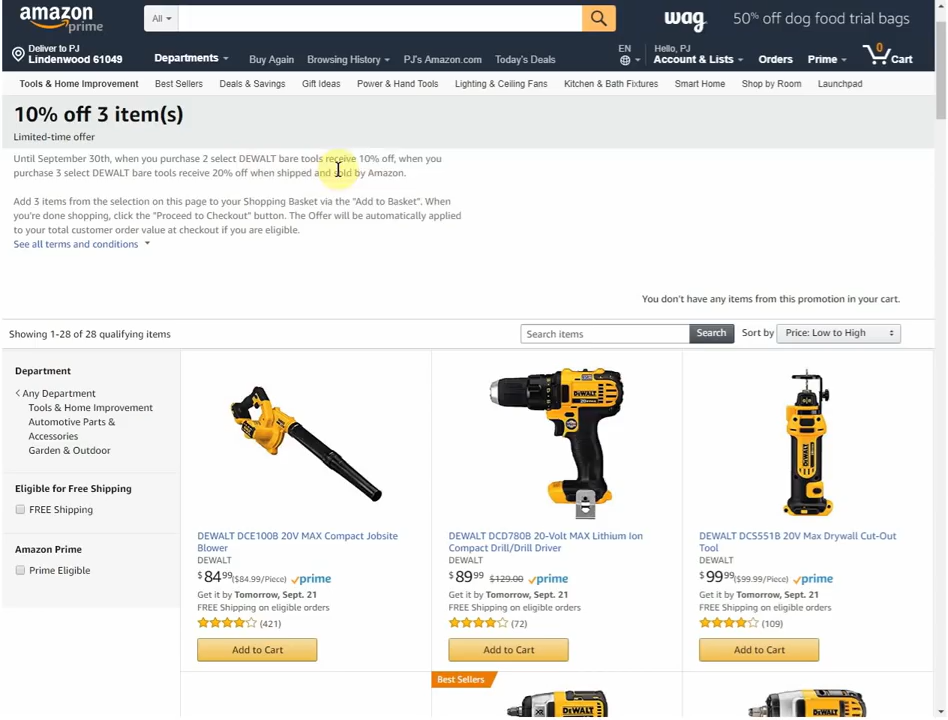 amazon prime
All
wag 50% off dog food trial bags
Deliver to PJ
Lindenwood 61049
Departments Buy Again Browsing History PJ's Amazon.com Today's Deals
EN
Hello, PJ
Account & Lists Orders Prime 0 Cart
Tools & Home Improvement Best Sellers Deals & Savings Gift Ideas Power & Hand Tools Lighting & Ceiling Fans Kitchen & Bath Fixtures Smart Home Shop by Room Launchpad
10% off 3 item(s)
Limited-time offer
Until September 30th, when you purchase 2 select DEWALT bare tools receive 10% off, when you
purchase 3 select DEWALT bare tools receive 20% off when shipped and sold by Amazon.
Add 3 items from the selection on this page to your Shopping Basket via the "Add to Basket". When
you're done shopping, click the "Proceed to Checkout" button. The Offer will be automatically applied
to your total customer order value at checkout if you are eligible.
See all terms and conditions
You don't have any items from this promotion in your cart.
Showing 1-28 of 28 qualifying items
Search items Search Sort by Price: Low to High
Department
Any Department
Tools & Home Improvement
Automotive Parts &
Accessories
Garden & Outdoor
Eligible for Free Shipping
FREE Shipping
Amazon Prime
Prime Eligible
DEWALT DCE100B 20V MAX Compact Jobsite
Blower
DEWALT
$84.99 ($84.99/Piece) prime
Get it by Tomorrow, Sept. 21
FREE Shipping on eligible orders
(421)
Add to Cart
DEWALT
DEWALT DCD780B 20-Volt MAX Lithium Ion
Compact Drill/Drill Driver
DEWALT
$89.99 $129.00 prime
Get it by Tomorrow, Sept. 21
FREE Shipping on eligible orders
(72)
Add to Cart
DEWALT
DEWALT DCS551B 20V Max Drywall Cut-Out
Tool
DEWALT
$99.99 ($99.99/Piece) prime
Get it by Tomorrow, Sept. 21
FREE Shipping on eligible orders
(109)
Add to Cart
Best Sellers
XR DEWALT
DEWALT